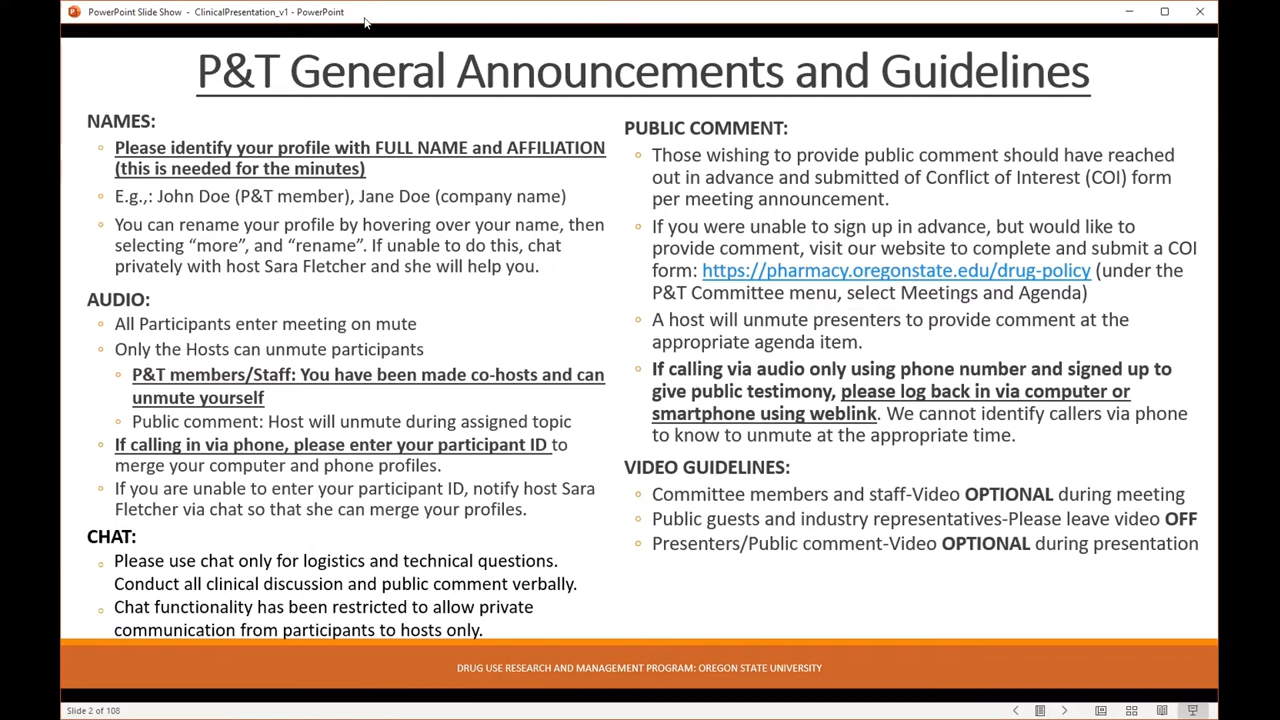 PowerPoint Slide Show - ClinicalPresentation_v1 - PowerPoint
P&T General Announcements and Guidelines
NAMES:
Please identify your profile with FULL NAME and AFFILIATION
(this is needed for the minutes)
E.g.,: John Doe (P&T member), Jane Doe (company name)
You can rename your profile by hovering over your name, then
selecting “more”, and “rename”. If unable to do this, chat
privately with host Sara Fletcher and she will help you.
AUDIO:
All Participants enter meeting on mute
Only the Hosts can unmute participants
P&T members/Staff: You have been made co-hosts and can
unmute yourself
Public comment: Host will unmute during assigned topic
If calling in via phone, please enter your participant ID to
merge your computer and phone profiles.
If you are unable to enter your participant ID, notify host Sara
Fletcher via chat so that she can merge your profiles.
CHAT:
Please use chat only for logistics and technical questions.
Conduct all clinical discussion and public comment verbally.
Chat functionality has been restricted to allow private
communication from participants to hosts only.
PUBLIC COMMENT:
Those wishing to provide public comment should have reached
out in advance and submitted of Conflict of Interest (COI) form
per meeting announcement.
If you were unable to sign up in advance, but would like to
provide comment, visit our website to complete and submit a COI
form: https://pharmacy.oregonstate.edu/drug-policy (under the
P&T Committee menu, select Meetings and Agenda)
A host will unmute presenters to provide comment at the
appropriate agenda item.
If calling via audio only using phone number and signed up to
give public testimony, please log back in via computer or
smartphone using weblink. We cannot identify callers via phone
to know to unmute at the appropriate time.
VIDEO GUIDELINES:
Committee members and staff-Video OPTIONAL during meeting
Public guests and industry representatives-Please leave video OFF
Presenters/Public comment-Video OPTIONAL during presentation
DRUG USE RESEARCH AND MANAGEMENT PROGRAM: OREGON STATE UNIVERSITY
Slide 2 of 108